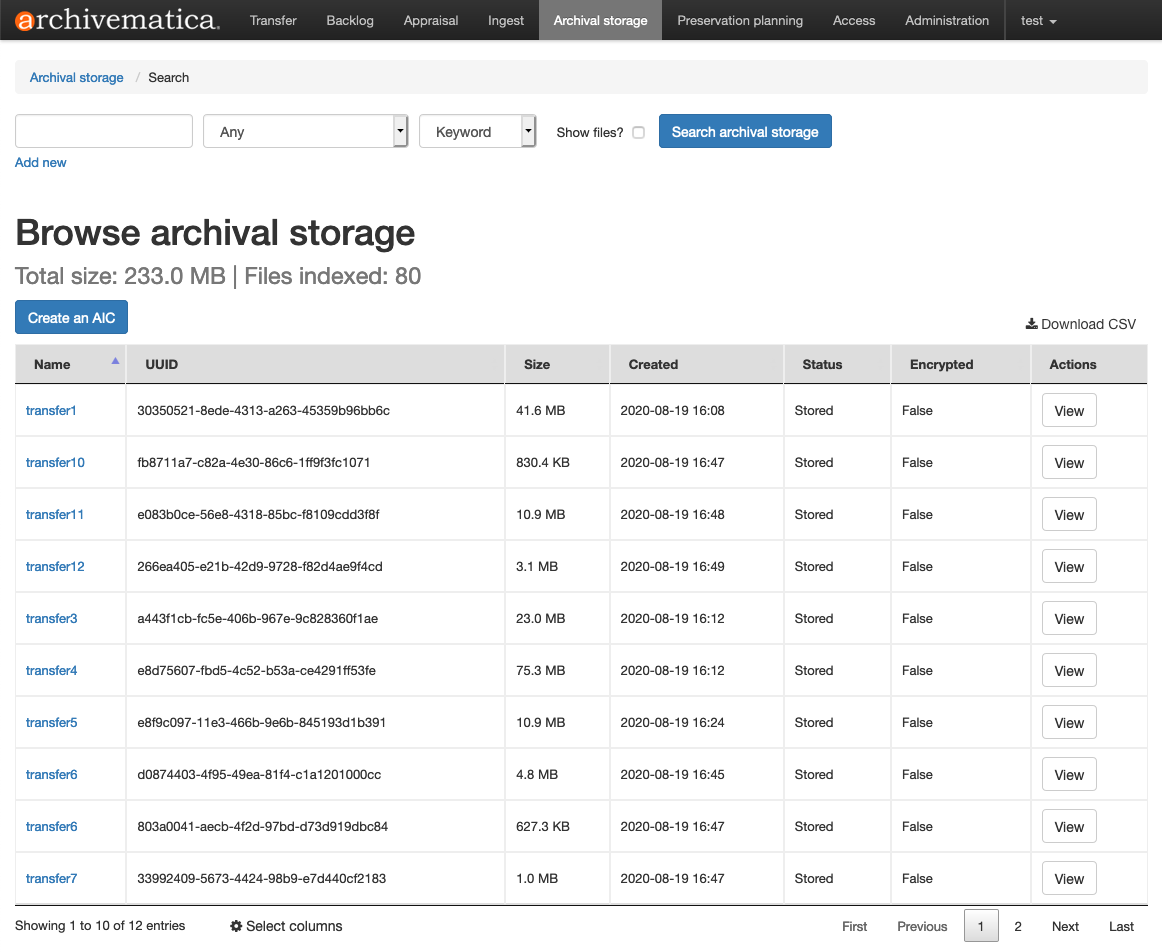 archivematica. Transfer Backlog Appraisal Ingest Archival storage Preservation planning Access Administration test
Archival storage / Search
Any Keyword Show files? Search archival storage
Add new
Browse archival storage
Total size: 233.0 MB | Files indexed: 80
Create an AIC
Download CSV
Name UUID Size Created Status Encrypted Actions
transfer1 30350521-8ede-4313-a263-45359b96bb6c 41.6 MB 2020-08-19 16:08 Stored False View
transfer10 fb8711a7-c82a-4e30-86c6-1ff9f3fc1071 830.4 KB 2020-08-19 16:47 Stored False View
transfer11 e083b0ce-56e8-4318-85bc-f8109cdd3f8f 10.9 MB 2020-08-19 16:48 Stored False View
transfer12 266ea405-e21b-42d9-9728-f82d4ae9f4cd 3.1 MB 2020-08-19 16:49 Stored False View
transfer3 a443f1cb-fc5e-406b-967e-9c828360f1ae 23.0 MB 2020-08-19 16:12 Stored False View
transfer4 e8d75607-fbd5-4c52-b53a-ce4291ff53fe 75.3 MB 2020-08-19 16:12 Stored False View
transfer5 e8f9c097-11e3-466b-9e6b-845193d1b391 10.9 MB 2020-08-19 16:24 Stored False View
transfer6 d0874403-4f95-49ea-81f4-c1a1201000cc 4.8 MB 2020-08-19 16:45 Stored False View
transfer6 803a0041-aecb-4f2d-97bd-d73d919dbc84 627.3 KB 2020-08-19 16:47 Stored False View
transfer7 33992409-5673-4424-98b9-e7d440cf2183 1.0 MB 2020-08-19 16:47 Stored False View
Showing 1 to 10 of 12 entries Select columns First Previous 1 2 Next Last